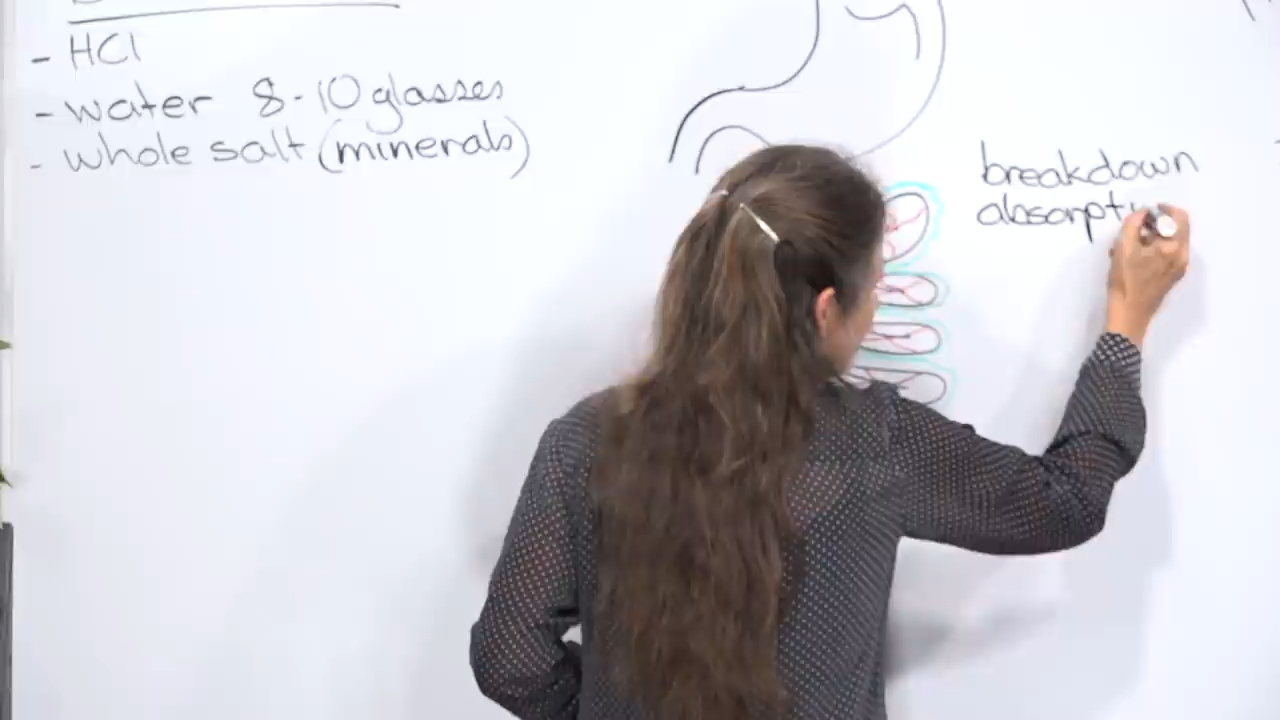 - HCl
- water 8-10 glasses
- whole salt (minerals)
breakdown
absorpt